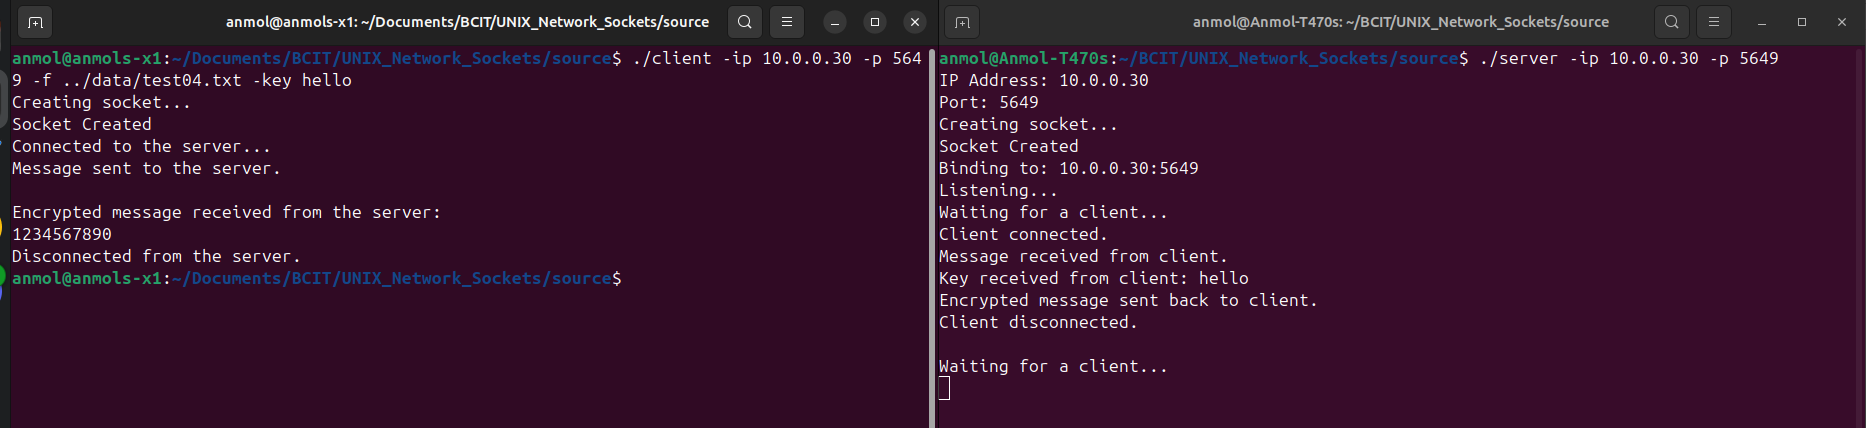 anmol@anmols-x1: ~/Documents/BCIT/UNIX_Network_Sockets/source
anmol@anmols-x1:~/Documents/BCIT/UNIX_Network_Sockets/source$ ./client -ip 10.0.0.30 -p 564
9 -f ../data/test04.txt -key hello
Creating socket...
Socket Created
Connected to the server...
Message sent to the server.
Encrypted message received from the server:
1234567890
Disconnected from the server.
anmol@anmols-x1:~/Documents/BCIT/UNIX_Network_Sockets/source$
anmol@Anmol-T470s: ~/BCIT/UNIX_Network_Sockets/source
anmol@Anmol-T470s:~/BCIT/UNIX_Network_Sockets/source$ ./server -ip 10.0.0.30 -p 5649
IP Address: 10.0.0.30
Port: 5649
Creating socket...
Socket Created
Binding to: 10.0.0.30:5649
Listening...
Waiting for a client...
Client connected.
Message received from client.
Key received from client: hello
Encrypted message sent back to client.
Client disconnected.
Waiting for a client...